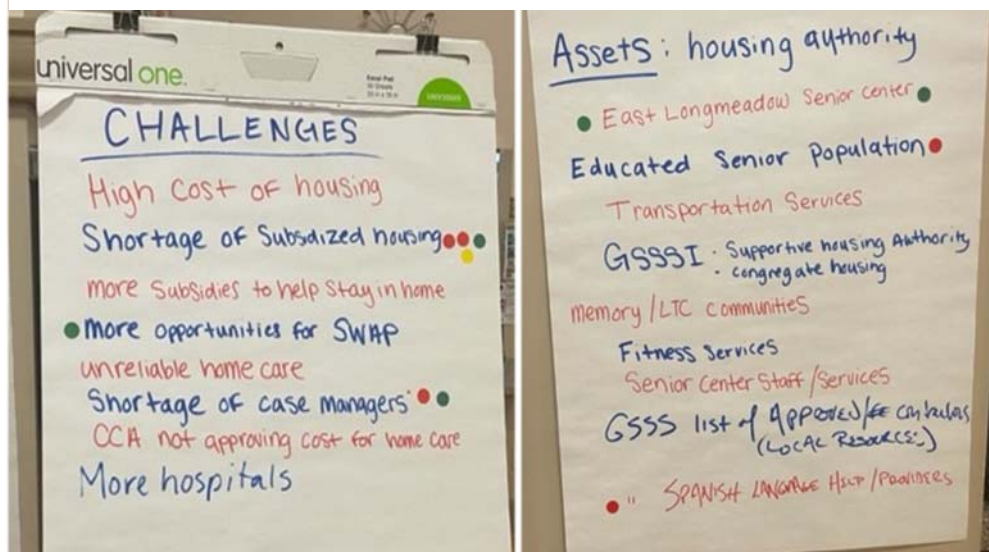 universal one.
CHALLENGES
High Cost of housing
Shortage of Subsdized housing
more Subsidies to help Stay in home
more opportunities for SWAP
unreliable home care
Shortage of case managers
CCA not approving cost for home care
More hospitals
Assets: housing authority
East Longmeadow Senior center
Educated Senior Population
Transportation Services
GSSSI : Supportive housing Authority
· congregate housing
memory/LTC communities
Fitness Services
Senior Center Staff/Services
GSSS list of APPROVED
(LOCAL RESOURCES)
" SPANISH LANGUAGE HELP/PROVIDERS